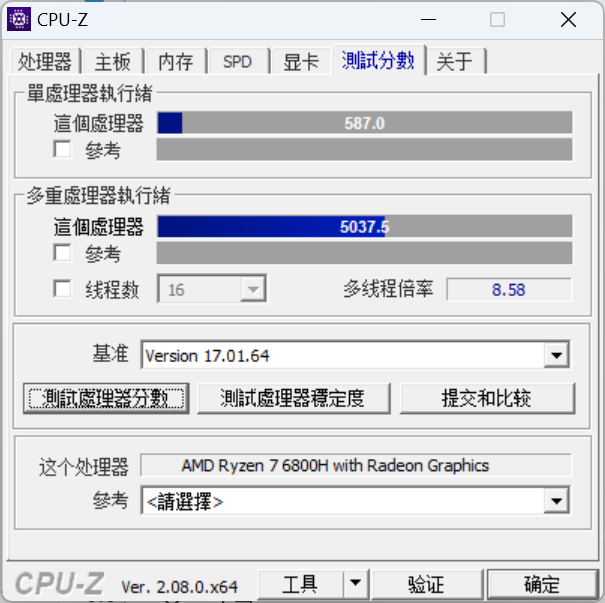 CPU-Z
处理器 主板 内存 SPD 显卡 測試分數 关于
單處理器執行緒
這個處理器 587.0
參考
多重處理器執行緒
這個處理器 5037.5
參考
线程数 16 多线程倍率 8.58
基准 Version 17.01.64
測試處理器分數 測試處理器穩定度 提交和比较
这个处理器 AMD Ryzen 7 6800H with Radeon Graphics
參考 <請選擇>
CPU-Z Ver. 2.08.0.x64 工具 验证 确定